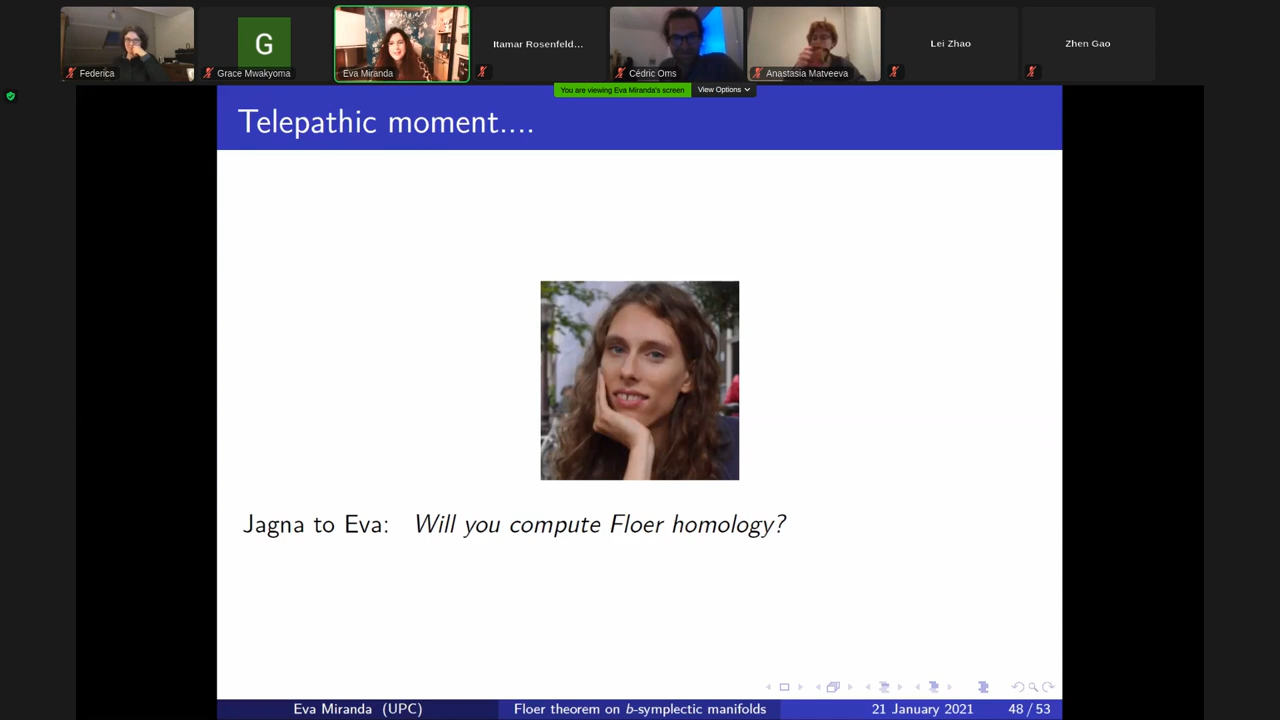 Federica
G
Grace Mwakyoma
Eva Miranda
Itamar Rosenfeld...
Cédric Oms
Anastasia Matveeva
Lei Zhao
Zhen Gao
You are viewing Eva Miranda's screen
View Options
Telepathic moment....
Jagna to Eva: Will you compute Floer homology?
Eva Miranda (UPC)
Floer theorem on b-symplectic manifolds
21 January 2021
48 / 53